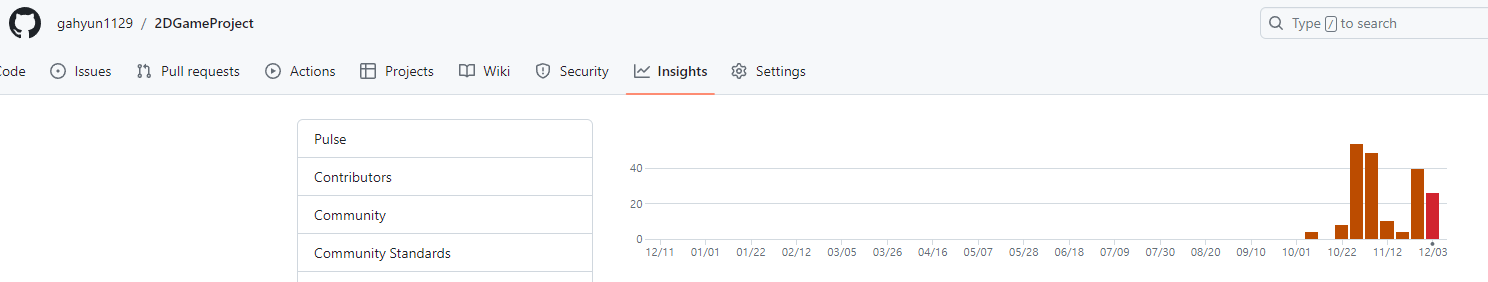 gahyun1129 / 2DGameProject
Type / to search
Code Issues Pull requests Actions Projects Wiki Security Insights Settings
Pulse
Contributors
Community
Community Standards
40
20
0
12/11 01/01 01/22 02/12 03/05 03/26 04/16 05/07 05/28 06/18 07/09 07/30 08/20 09/10 10/01 10/22 11/12 12/03